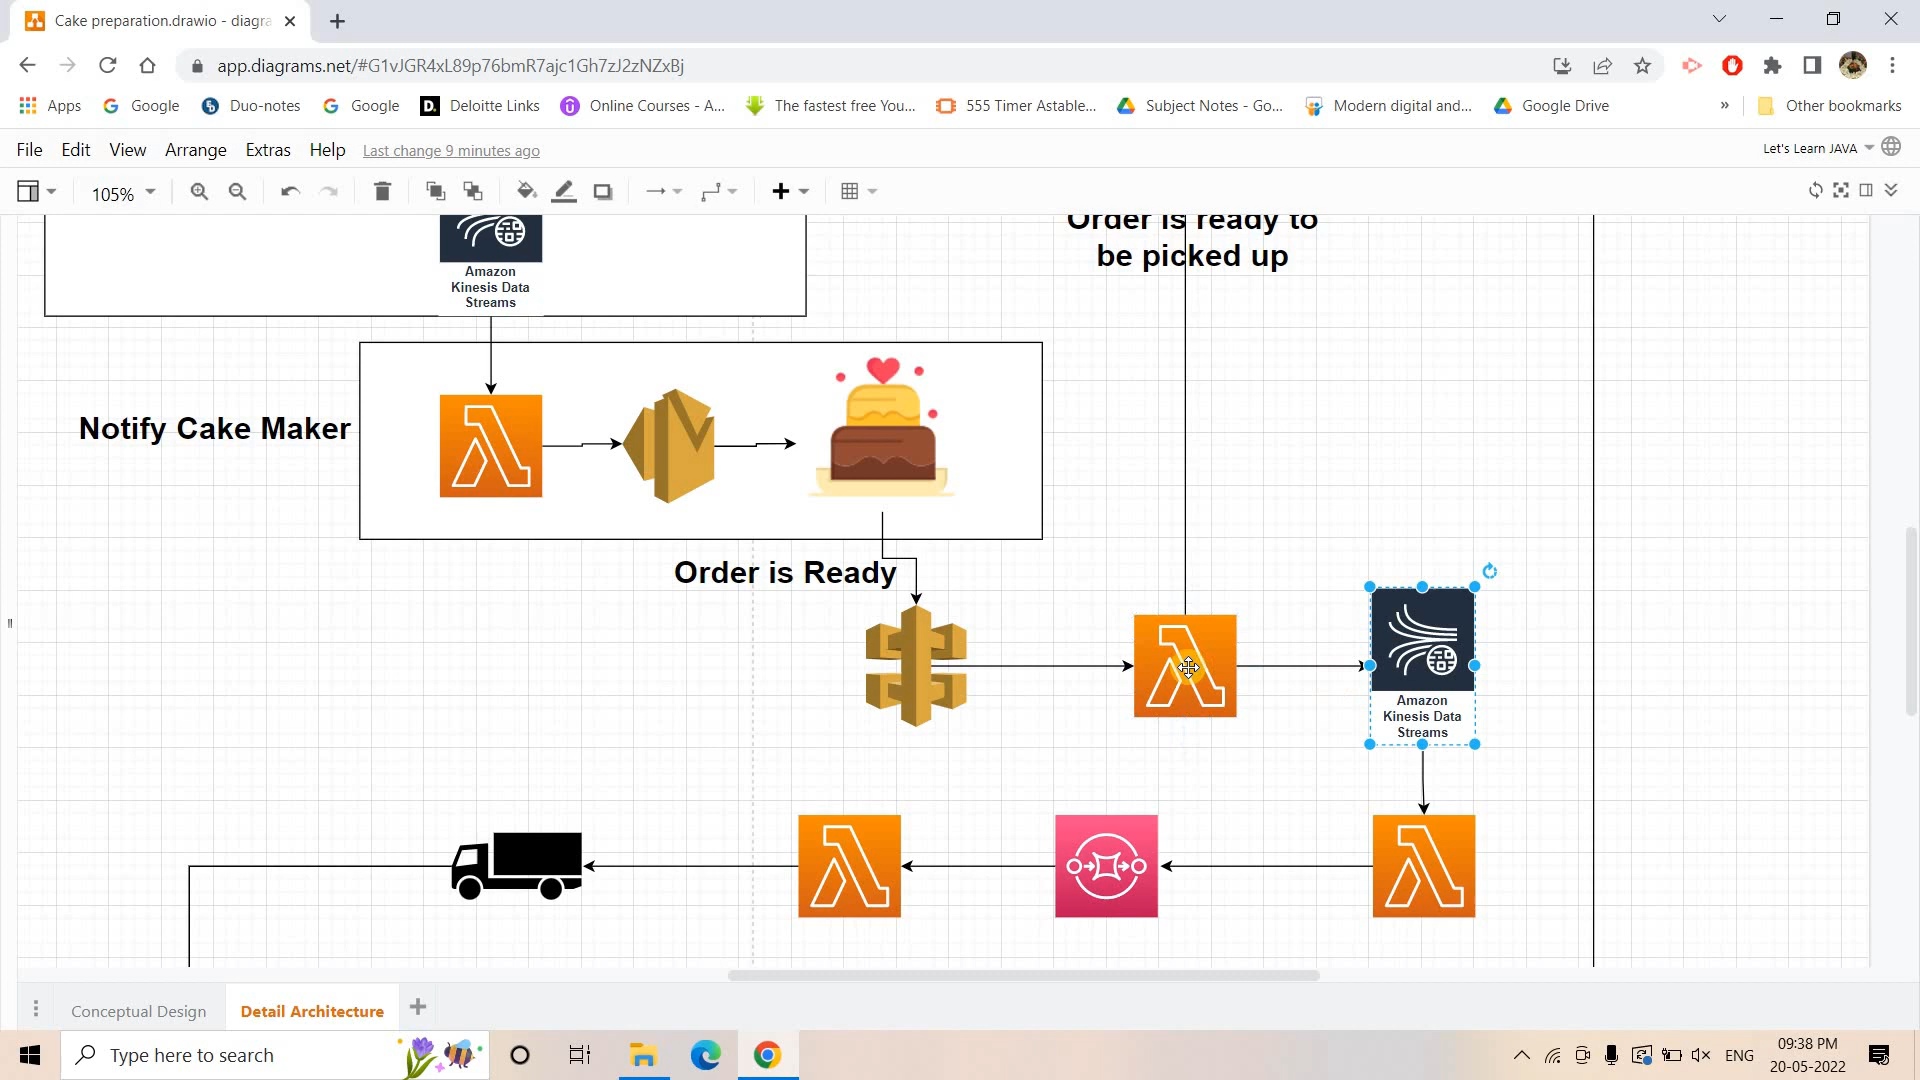 Cake preparation.drawio - diagra
app.diagrams.net/#G1vJGR4xL89p76bmR7ajc1Gh7zJ2zNZxBj
Apps
Google
Duo-notes
Google
Deloitte Links
Online Courses - A...
The fastest free You...
555 Timer Astable...
Subject Notes - Go...
Modern digital and...
Google Drive
»
Other bookmarks
File Edit View Arrange Extras Help Last change 9 minutes ago
Let's Learn JAVA
105%
Order is ready to
be picked up
Amazon
Kinesis Data
Streams
Notify Cake Maker
Order is Ready
Amazon
Kinesis Data
Streams
Conceptual Design
Detail Architecture
Type here to search
ENG
09:38 PM
20-05-2022